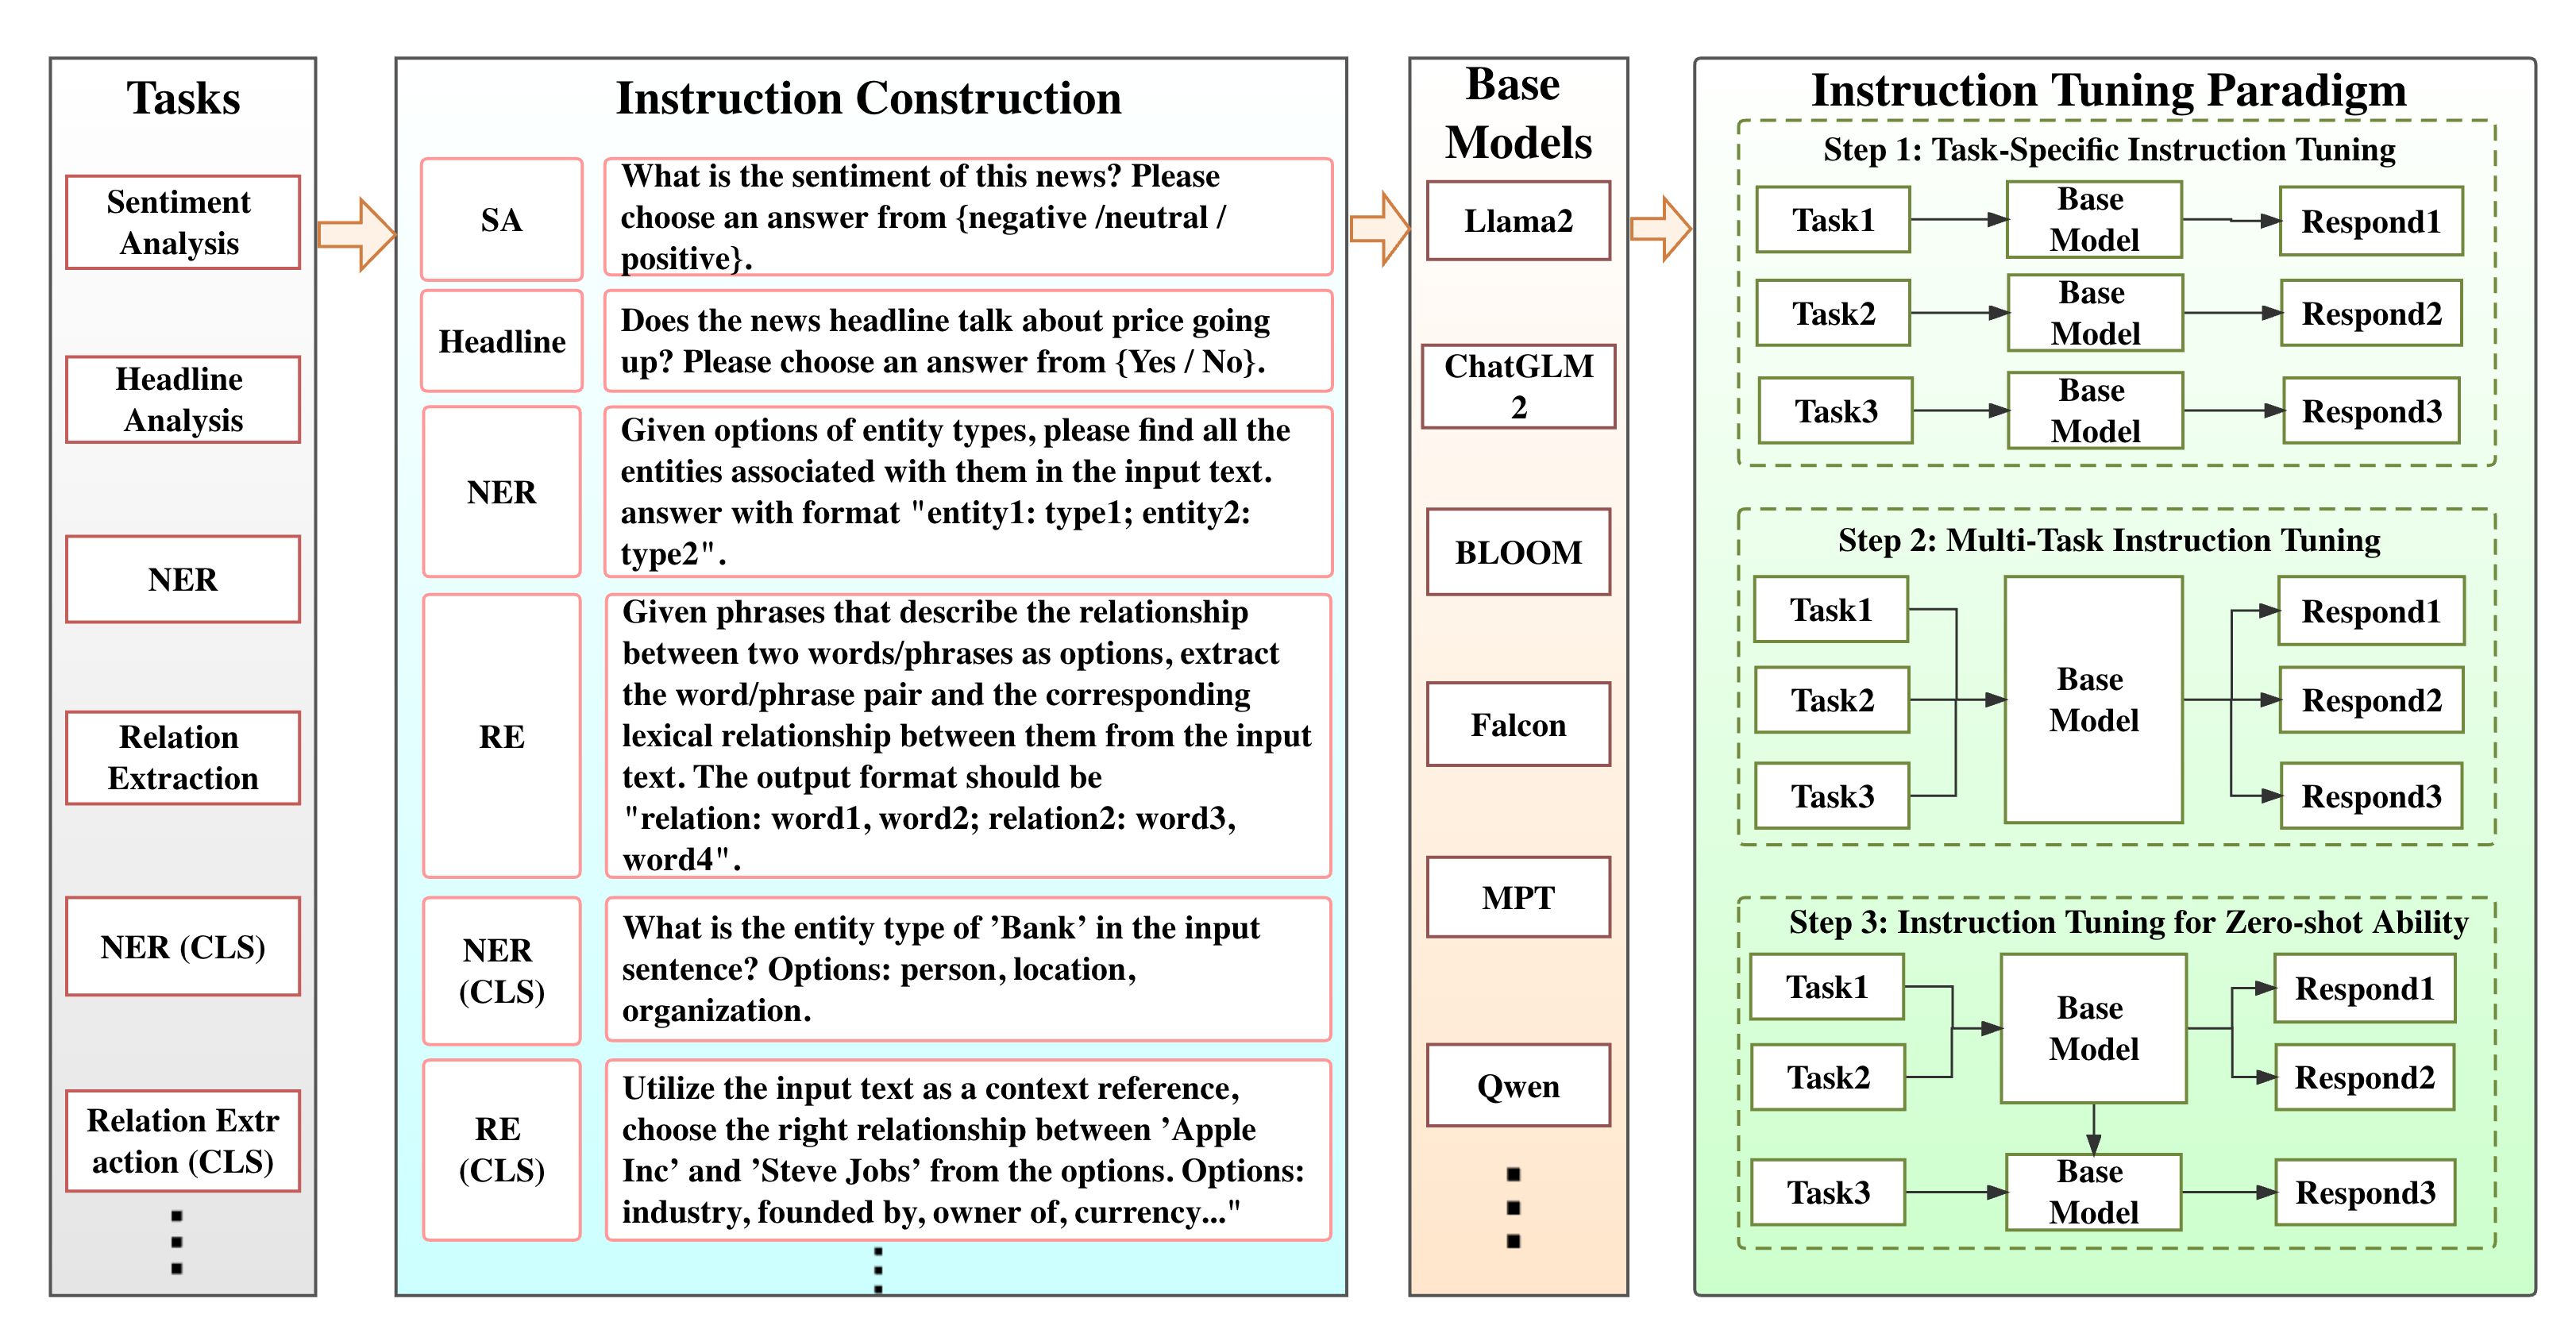 Tasks
Sentiment
Analysis
Headline
Analysis
NER
Relation
Extraction
NER (CLS)
Relation Extr
action (CLS)
Instruction Construction
SA
What is the sentiment of this news? Please
choose an answer from {negative /neutral /
positive}.
Headline
Does the news headline talk about price going
up? Please choose an answer from {Yes / No}.
NER
Given options of entity types, please find all the
entities associated with them in the input text.
answer with format "entity1: type1; entity2:
type2".
RE
Given phrases that describe the relationship
between two words/phrases as options, extract
the word/phrase pair and the corresponding
lexical relationship between them from the input
text. The output format should be
"relation: word1, word2; relation2: word3,
word4".
NER
(CLS)
What is the entity type of ’Bank’ in the input
sentence? Options: person, location,
organization.
RE
(CLS)
Utilize the input text as a context reference,
choose the right relationship between ’Apple
Inc’ and ’Steve Jobs’ from the options. Options:
industry, founded by, owner of, currency..."
Base
Models
Llama2
ChatGLM
2
BLOOM
Falcon
MPT
Qwen
Instruction Tuning Paradigm
Step 1: Task-Specific Instruction Tuning
Task1
Base
Model
Respond1
Task2
Base
Model
Respond2
Task3
Base
Model
Respond3
Step 2: Multi-Task Instruction Tuning
Task1
Task2
Task3
Base
Model
Respond1
Respond2
Respond3
Step 3: Instruction Tuning for Zero-shot Ability
Task1
Task2
Base
Model
Respond1
Respond2
Task3
Base
Model
Respond3